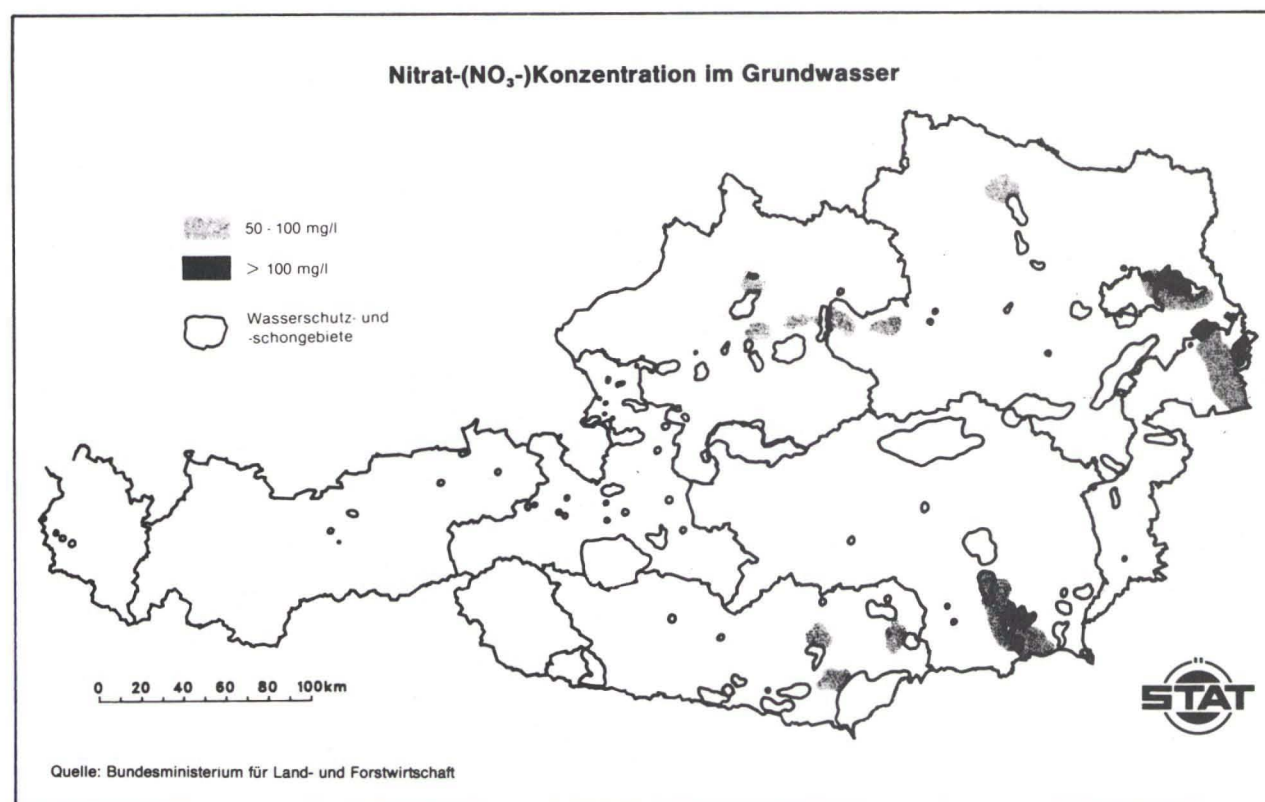 Nitrat-(NO₃-)Konzentration im Grundwasser
50 - 100 mg/l
> 100 mg/l
Wasserschutz- und
-schongebiete
0 20 40 60 80 100km
ÖSTAT
Quelle: Bundesministerium für Land- und Forstwirtschaft